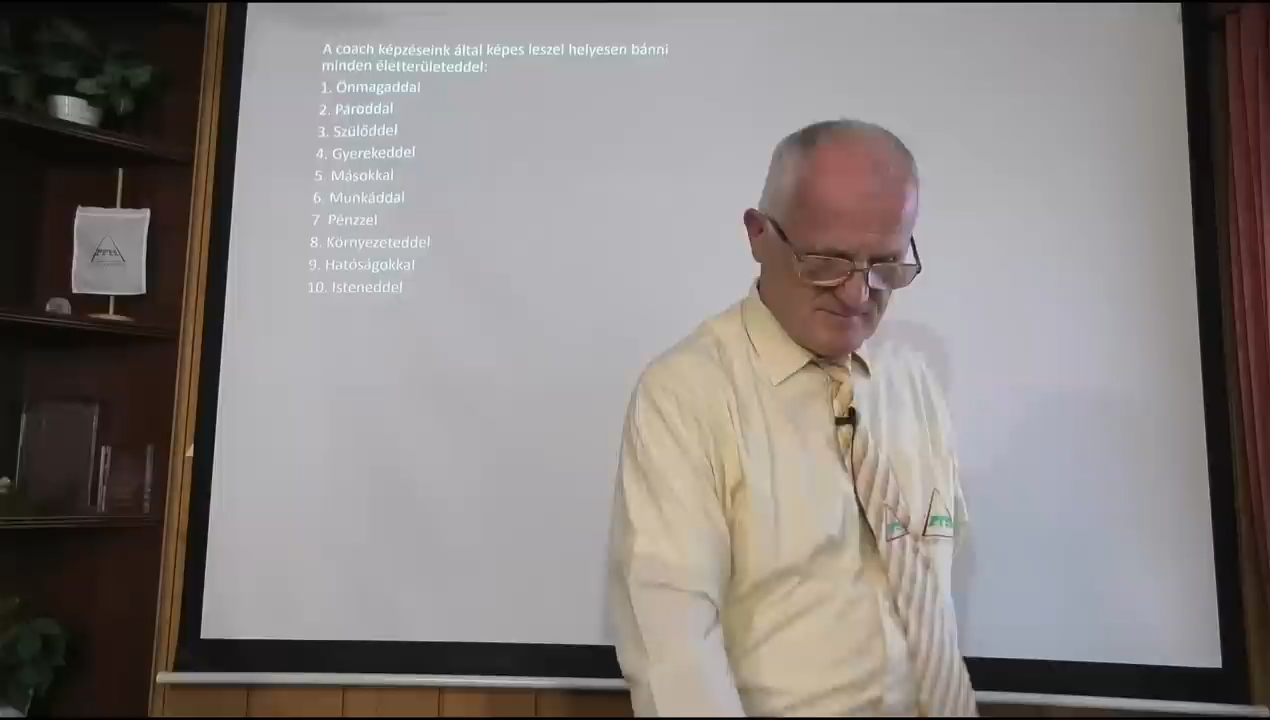 A coach képzéseink által képes leszel helyesen bánni
minden életterületeddel:
1. Önmagaddal
2. Pároddal
3. Szülőddel
4. Gyerekeddel
5. Másokkal
6. Munkáddal
7 Pénzzel
8. Környezeteddel
9. Hatóságokkal
10. Isteneddel